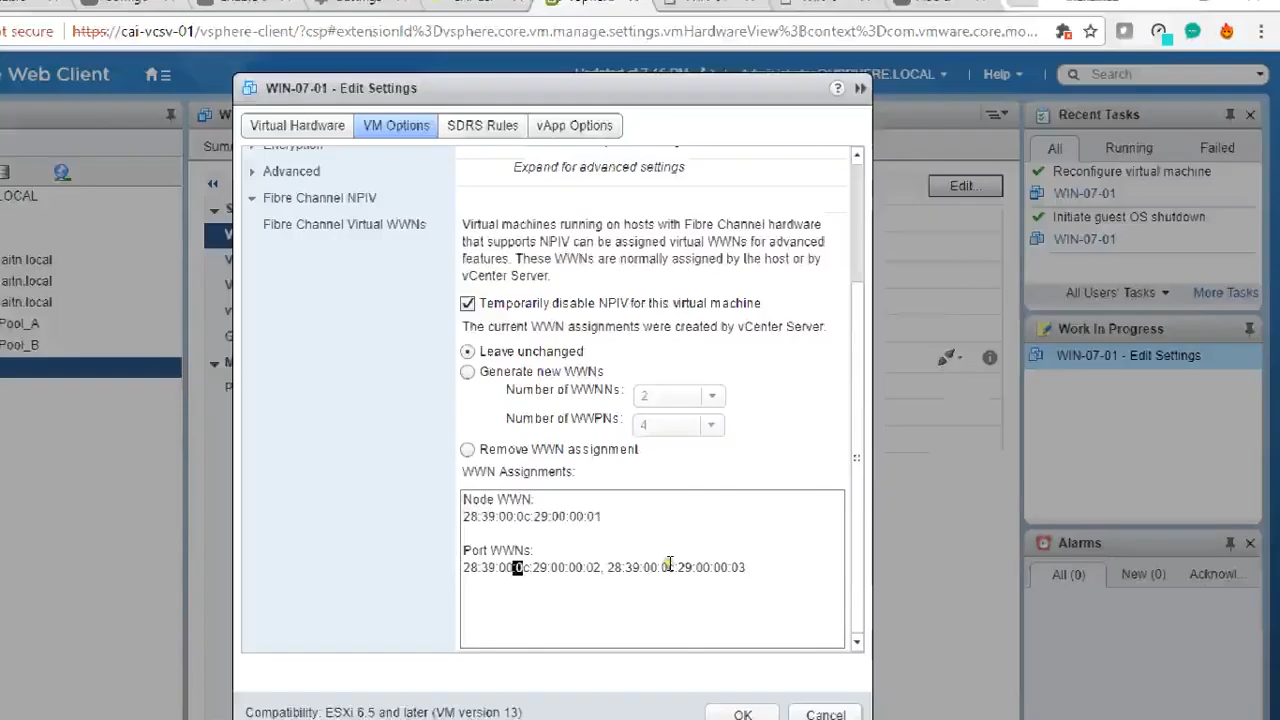 ot secure
https://cai-vcsv-01/vsphere-client/?csp#extensionId%3Dvsphere.core.vm.manage.settings.vmHardwareView%3Bcontext%3Dcom.vmware.core.mo...
e Web Client
Help
Search
WIN-07-01 - Edit Settings
?
Virtual Hardware
VM Options
SDRS Rules
vApp Options
Encryption
Expand for advanced settings
Advanced
Fibre Channel NPIV
Fibre Channel Virtual WWNs
Virtual machines running on hosts with Fibre Channel hardware
that supports NPIV can be assigned virtual WWNs for advanced
features. These WWNs are normally assigned by the host or by
vCenter Server.
Temporarily disable NPIV for this virtual machine
The current WWN assignments were created by vCenter Server.
Leave unchanged
Generate new WWNs
Number of WWNNs:
2
Number of WWPNs:
4
Remove WWN assignment
WWN Assignments:
Node WWN:
28:39:00:0c:29:00:00:01
Port WWNs:
28:39:00:0c:29:00:00:02, 28:39:00:0c:29:00:00:03
Compatibility: ESXi 6.5 and later (VM version 13)
OK
Cancel
LOCAL
aitn.local
aitn.local
aitn.local
Pool_A
Pool_B
Edit...
Recent Tasks
All
Running
Failed
Reconfigure virtual machine
WIN-07-01
Initiate guest OS shutdown
WIN-07-01
All Users' Tasks
More Tasks
Work In Progress
WIN-07-01 - Edit Settings
Alarms
All (0)
New (0)
Acknowl...